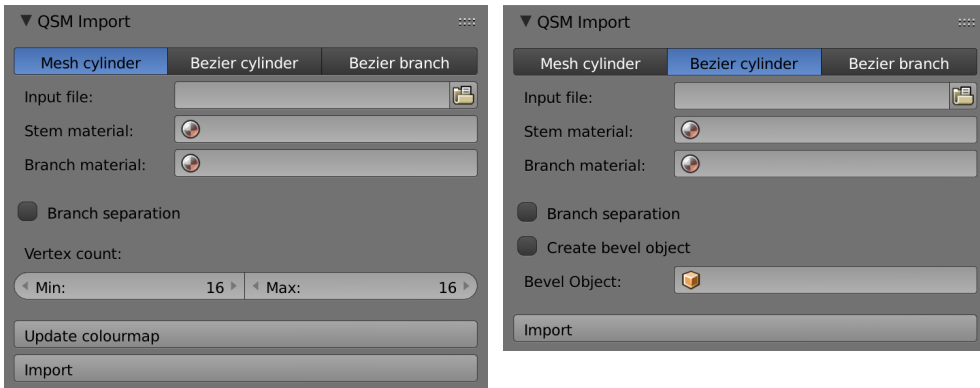 QSM Import
Mesh cylinder Bezier cylinder Bezier branch
Input file:
Stem material:
Branch material:
Branch separation
Vertex count:
Min: 16 Max: 16
Update colourmap
Import
QSM Import
Mesh cylinder Bezier cylinder Bezier branch
Input file:
Stem material:
Branch material:
Branch separation
Create bevel object
Bevel Object:
Import